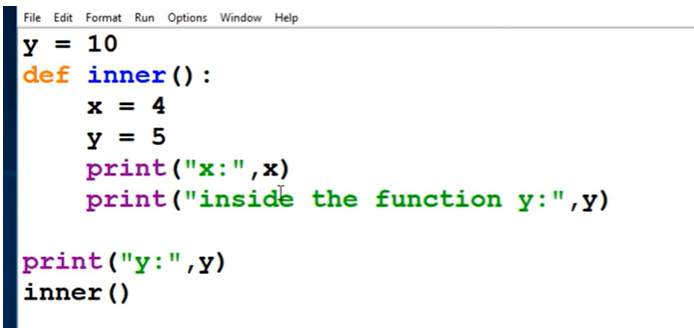 File Edit Format Run Options Window Help
y = 10
def inner():
    x = 4
    y = 5
    print("x:",x)
    print("inside the function y:",y)
print("y:",y)
inner()